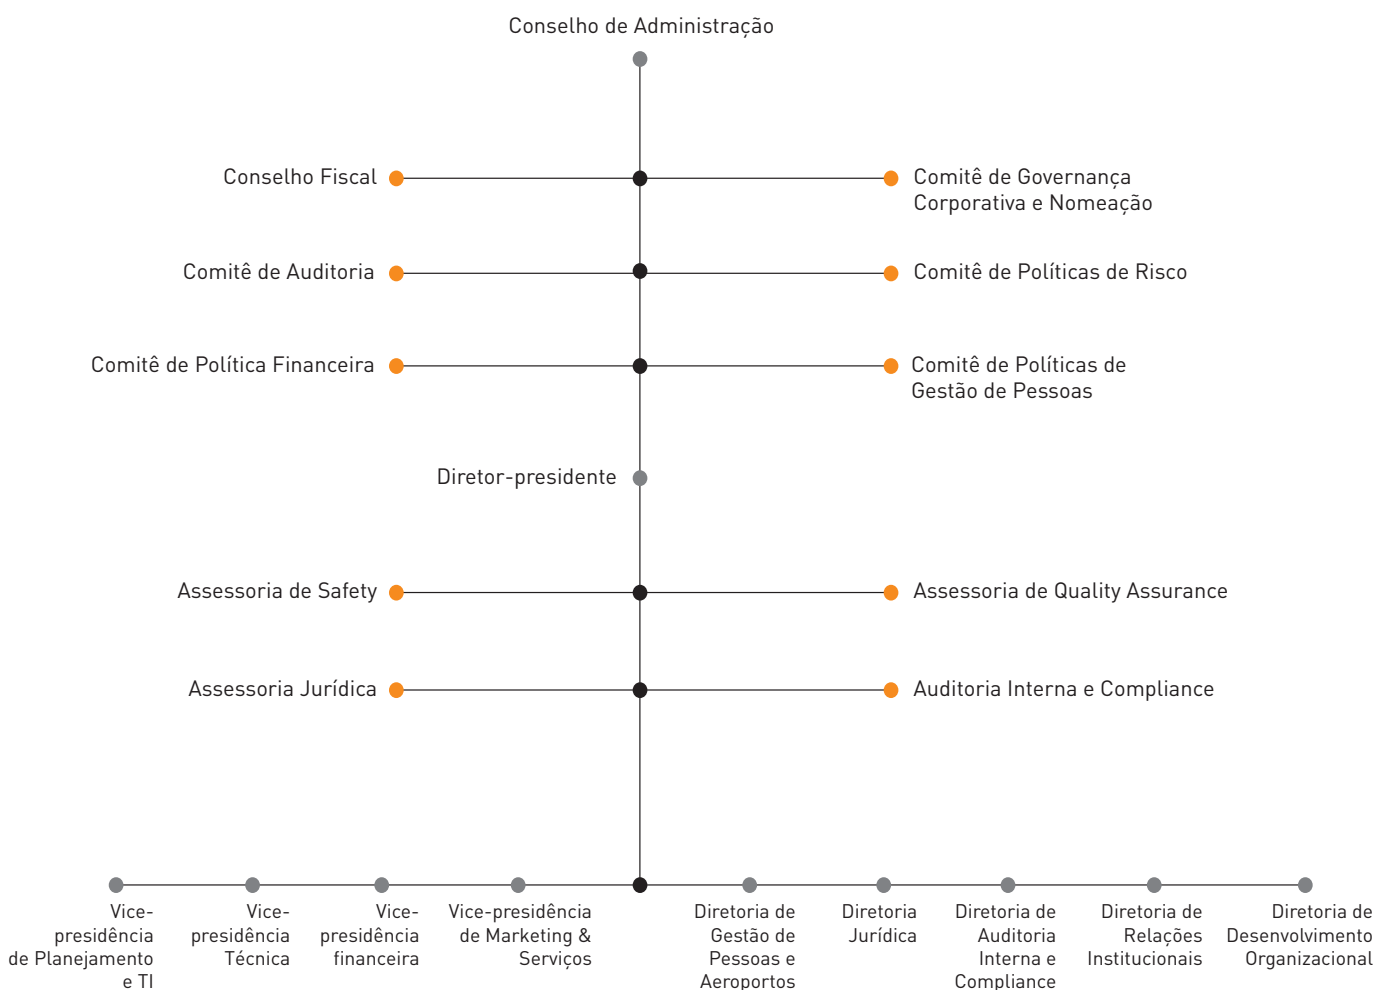 Conselho de Administração
Conselho Fiscal
Comitê de Governança
Corporativa e Nomeação
Comitê de Auditoria
Comitê de Políticas de Risco
Comitê de Política Financeira
Comitê de Políticas de
Gestão de Pessoas
Diretor-presidente
Assessoria de Safety
Assessoria de Quality Assurance
Assessoria Jurídica
Auditoria Interna e Compliance
Vice-
presidência
de Planejamento
e TI
Vice-
presidência
Técnica
Vice-
presidência
financeira
Vice-presidência
de Marketing &
Serviços
Diretoria de
Gestão de
Pessoas e
Aeroportos
Diretoria
Jurídica
Diretoria de
Auditoria
Interna e
Compliance
Diretoria de
Relações
Institucionais
Diretoria de
Desenvolvimento
Organizacional